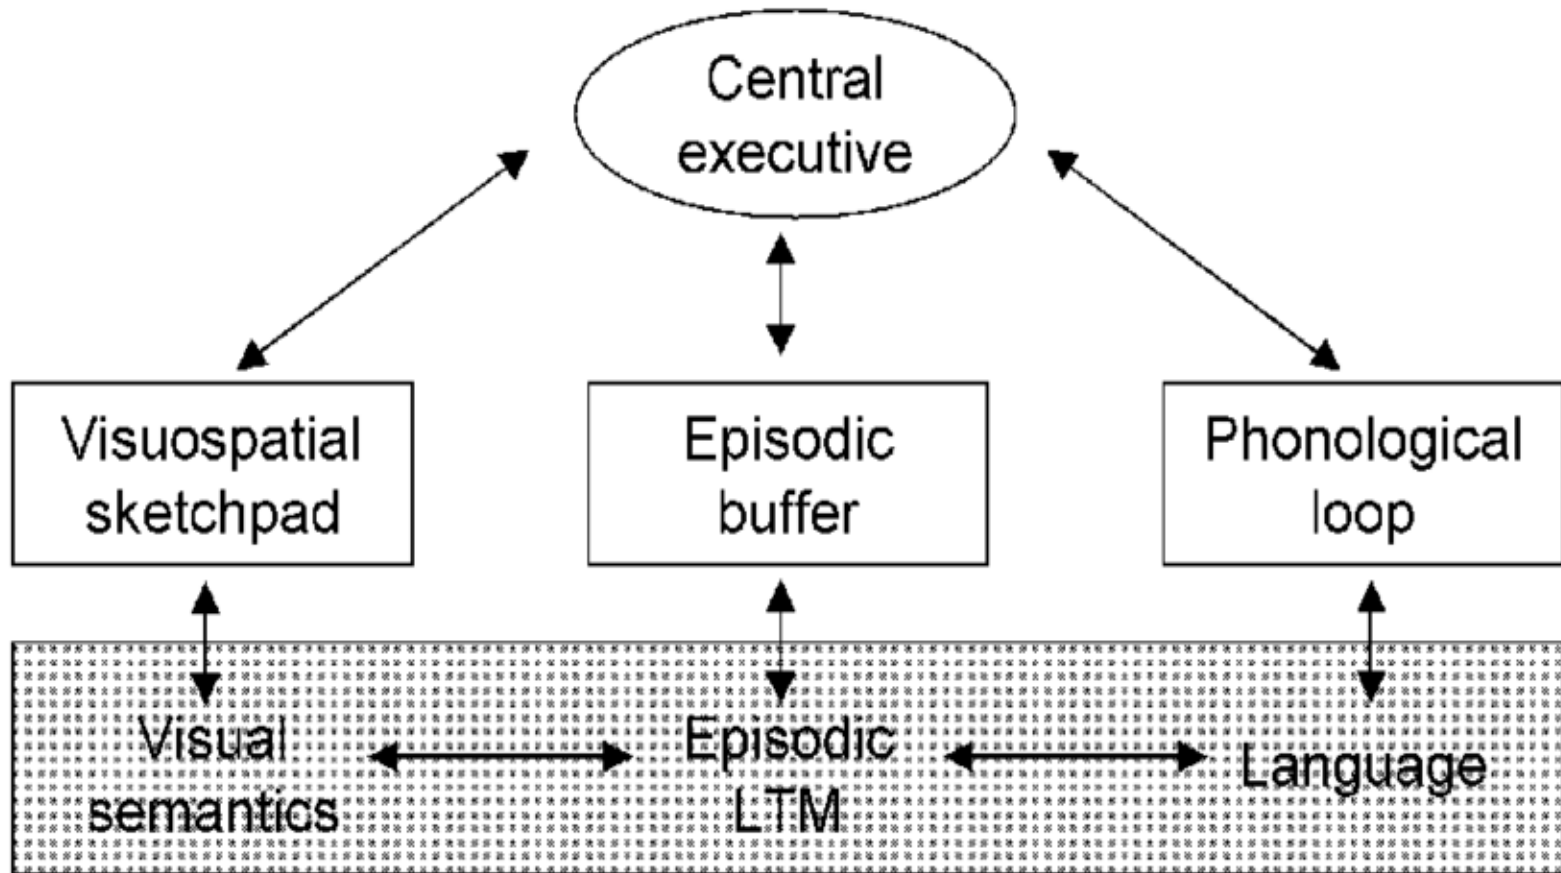 Central
executive
Visuospatial
sketchpad
Episodic
buffer
Phonological
loop
Visual
semantics
Episodic
LTM
Language